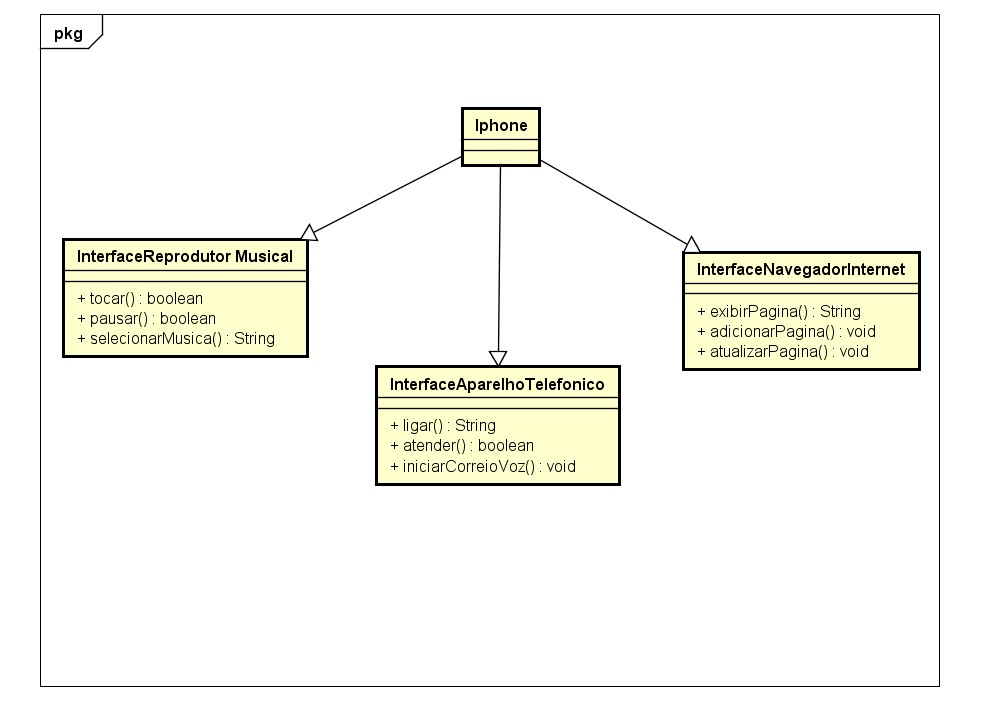 pkg
Iphone
InterfaceReprodutor Musical
+ tocar() : boolean
+ pausar() : boolean
+ selecionarMusica() : String
InterfaceNavegadorInternet
+ exibirPagina() : String
+ adicionarPagina() : void
+ atualizarPagina() : void
InterfaceAparelhoTelefonico
+ ligar() : String
+ atender() : boolean
+ iniciarCorreioVoz() : void